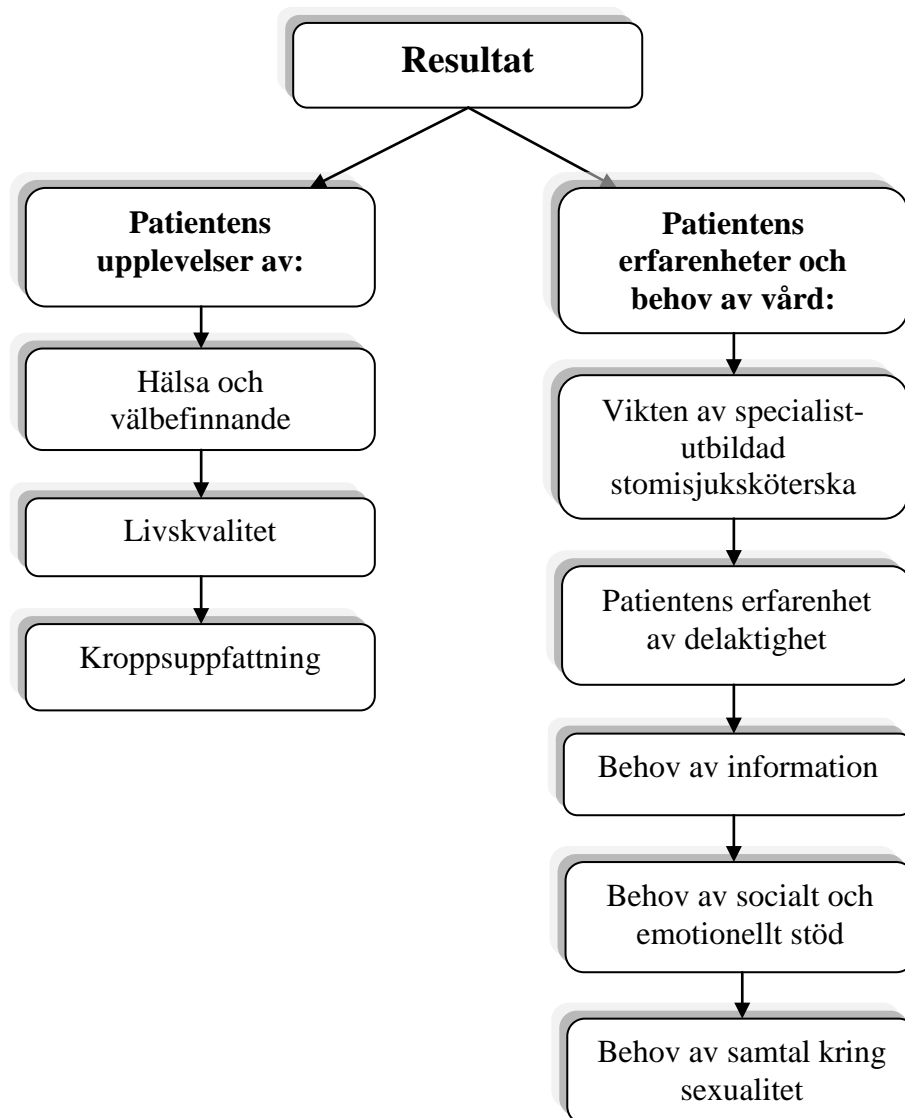 Resultat
Patientens
upplevelser av:
Hälsa och
välbefinnande
Livskvalitet
Kroppsuppfattning
Patientens
erfarenheter och
behov av vård:
Vikten av specialist-
utbildad
stomisjuksköterska
Patientens erfarenhet
av delaktighet
Behov av information
Behov av socialt och
emotionellt stöd
Behov av samtal kring
sexualitet